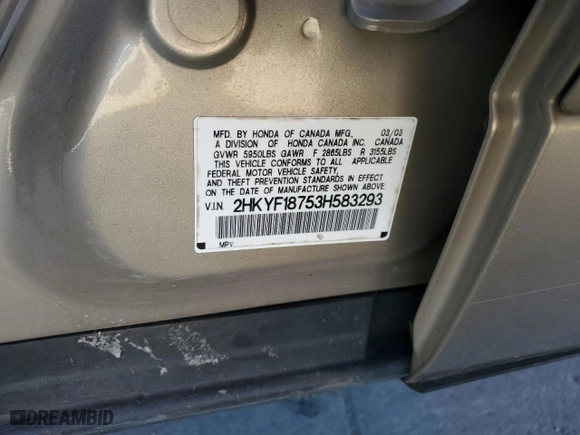 MFD. BY HONDA OF CANADA MFG. 03/03
A DIVISION OF HONDA CANADA INC. CANADA
GVWR 5950LBS GAWR F 2865LBS R 3155LBS
THIS VEHICLE CONFORMS TO ALL APPLICABLE
FEDERAL MOTOR VEHICLE SAFETY,
AND THEFT PREVENTION STANDARDS IN EFFECT
ON THE DATE OF MANUFACTURE SHOWN ABOVE.
V.I.N. 2HKYF18753H583293
MPV
DREAMBID